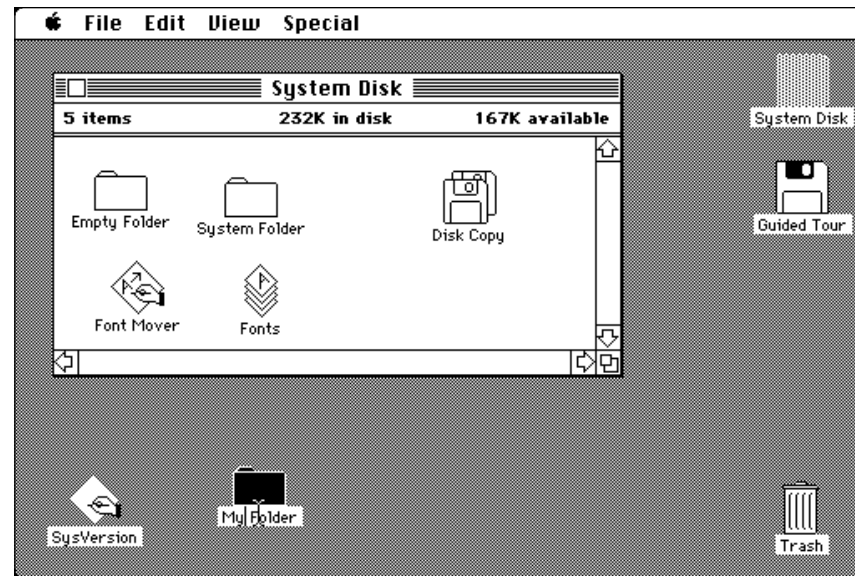 File Edit View Special
System Disk
5 items 232K in disk 167K available
Empty Folder
System Folder
Disk Copy
Font Mover
Fonts
System Disk
Guided Tour
SysVersion
My Folder
Trash